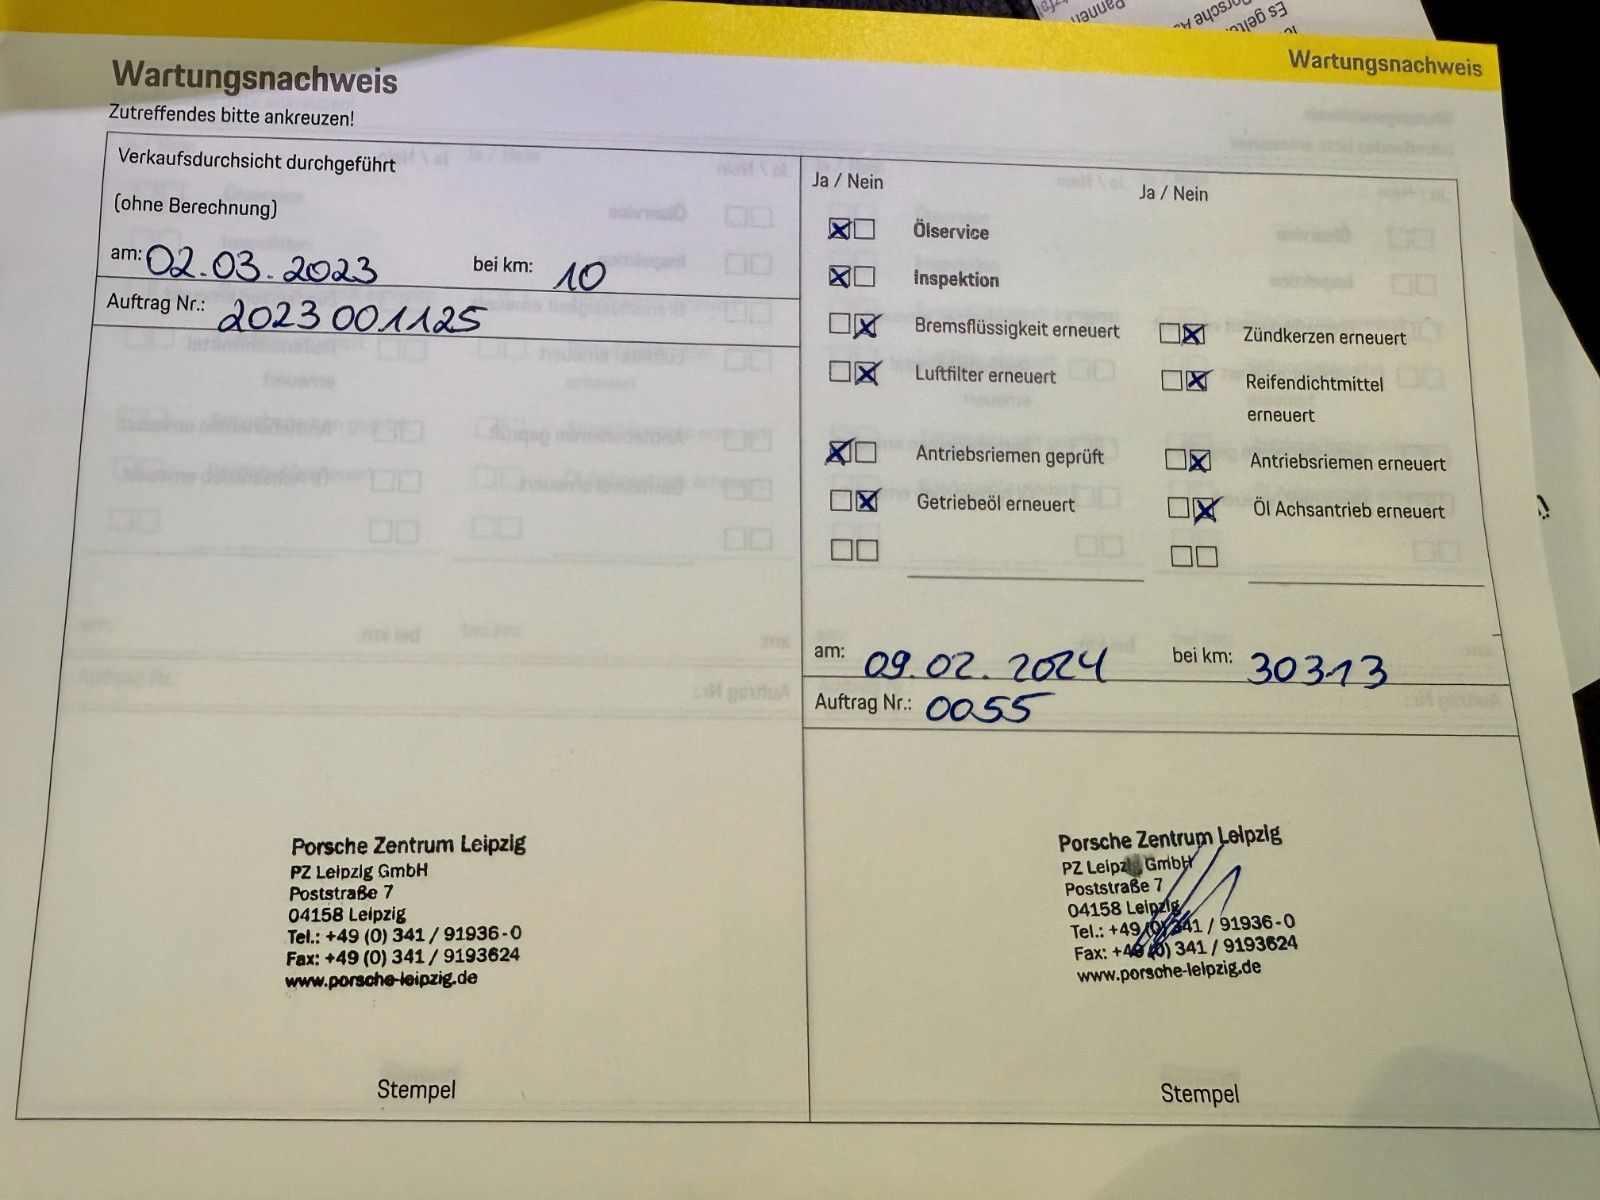 Wartungsnachweis
Wartungsnachweis
Zutreffendes bitte ankreuzen!
Verkaufsdurchsicht durchgeführt
(ohne Berechnung)
am: 02.03.2023 bei km: 10
Auftrag Nr.: 2023001125
Porsche Zentrum Leipzig
PZ Leipzig GmbH
Poststraße 7
04158 Leipzig
Tel.: +49 (0) 341 / 91936-0
Fax: +49 (0) 341 / 9193624
www.porsche-leipzig.de
Stempel
Ja / Nein Ja / Nein
Ölservice
Inspektion
Bremsflüssigkeit erneuert Zündkerzen erneuert
Luftfilter erneuert Reifendichtmittel
erneuert
Antriebsriemen geprüft Antriebsriemen erneuert
Getriebeöl erneuert Öl Achsantrieb erneuert
am: 09.02.2024 bei km: 30313
Auftrag Nr.: 0055
Porsche Zentrum Leipzig
PZ Leipzig GmbH
Poststraße 7
04158 Leipzig
Tel.: +49 (0) 341 / 91936-0
Fax: +49 (0) 341 / 9193624
www.porsche-leipzig.de
Stempel
Es gelten
Pannen